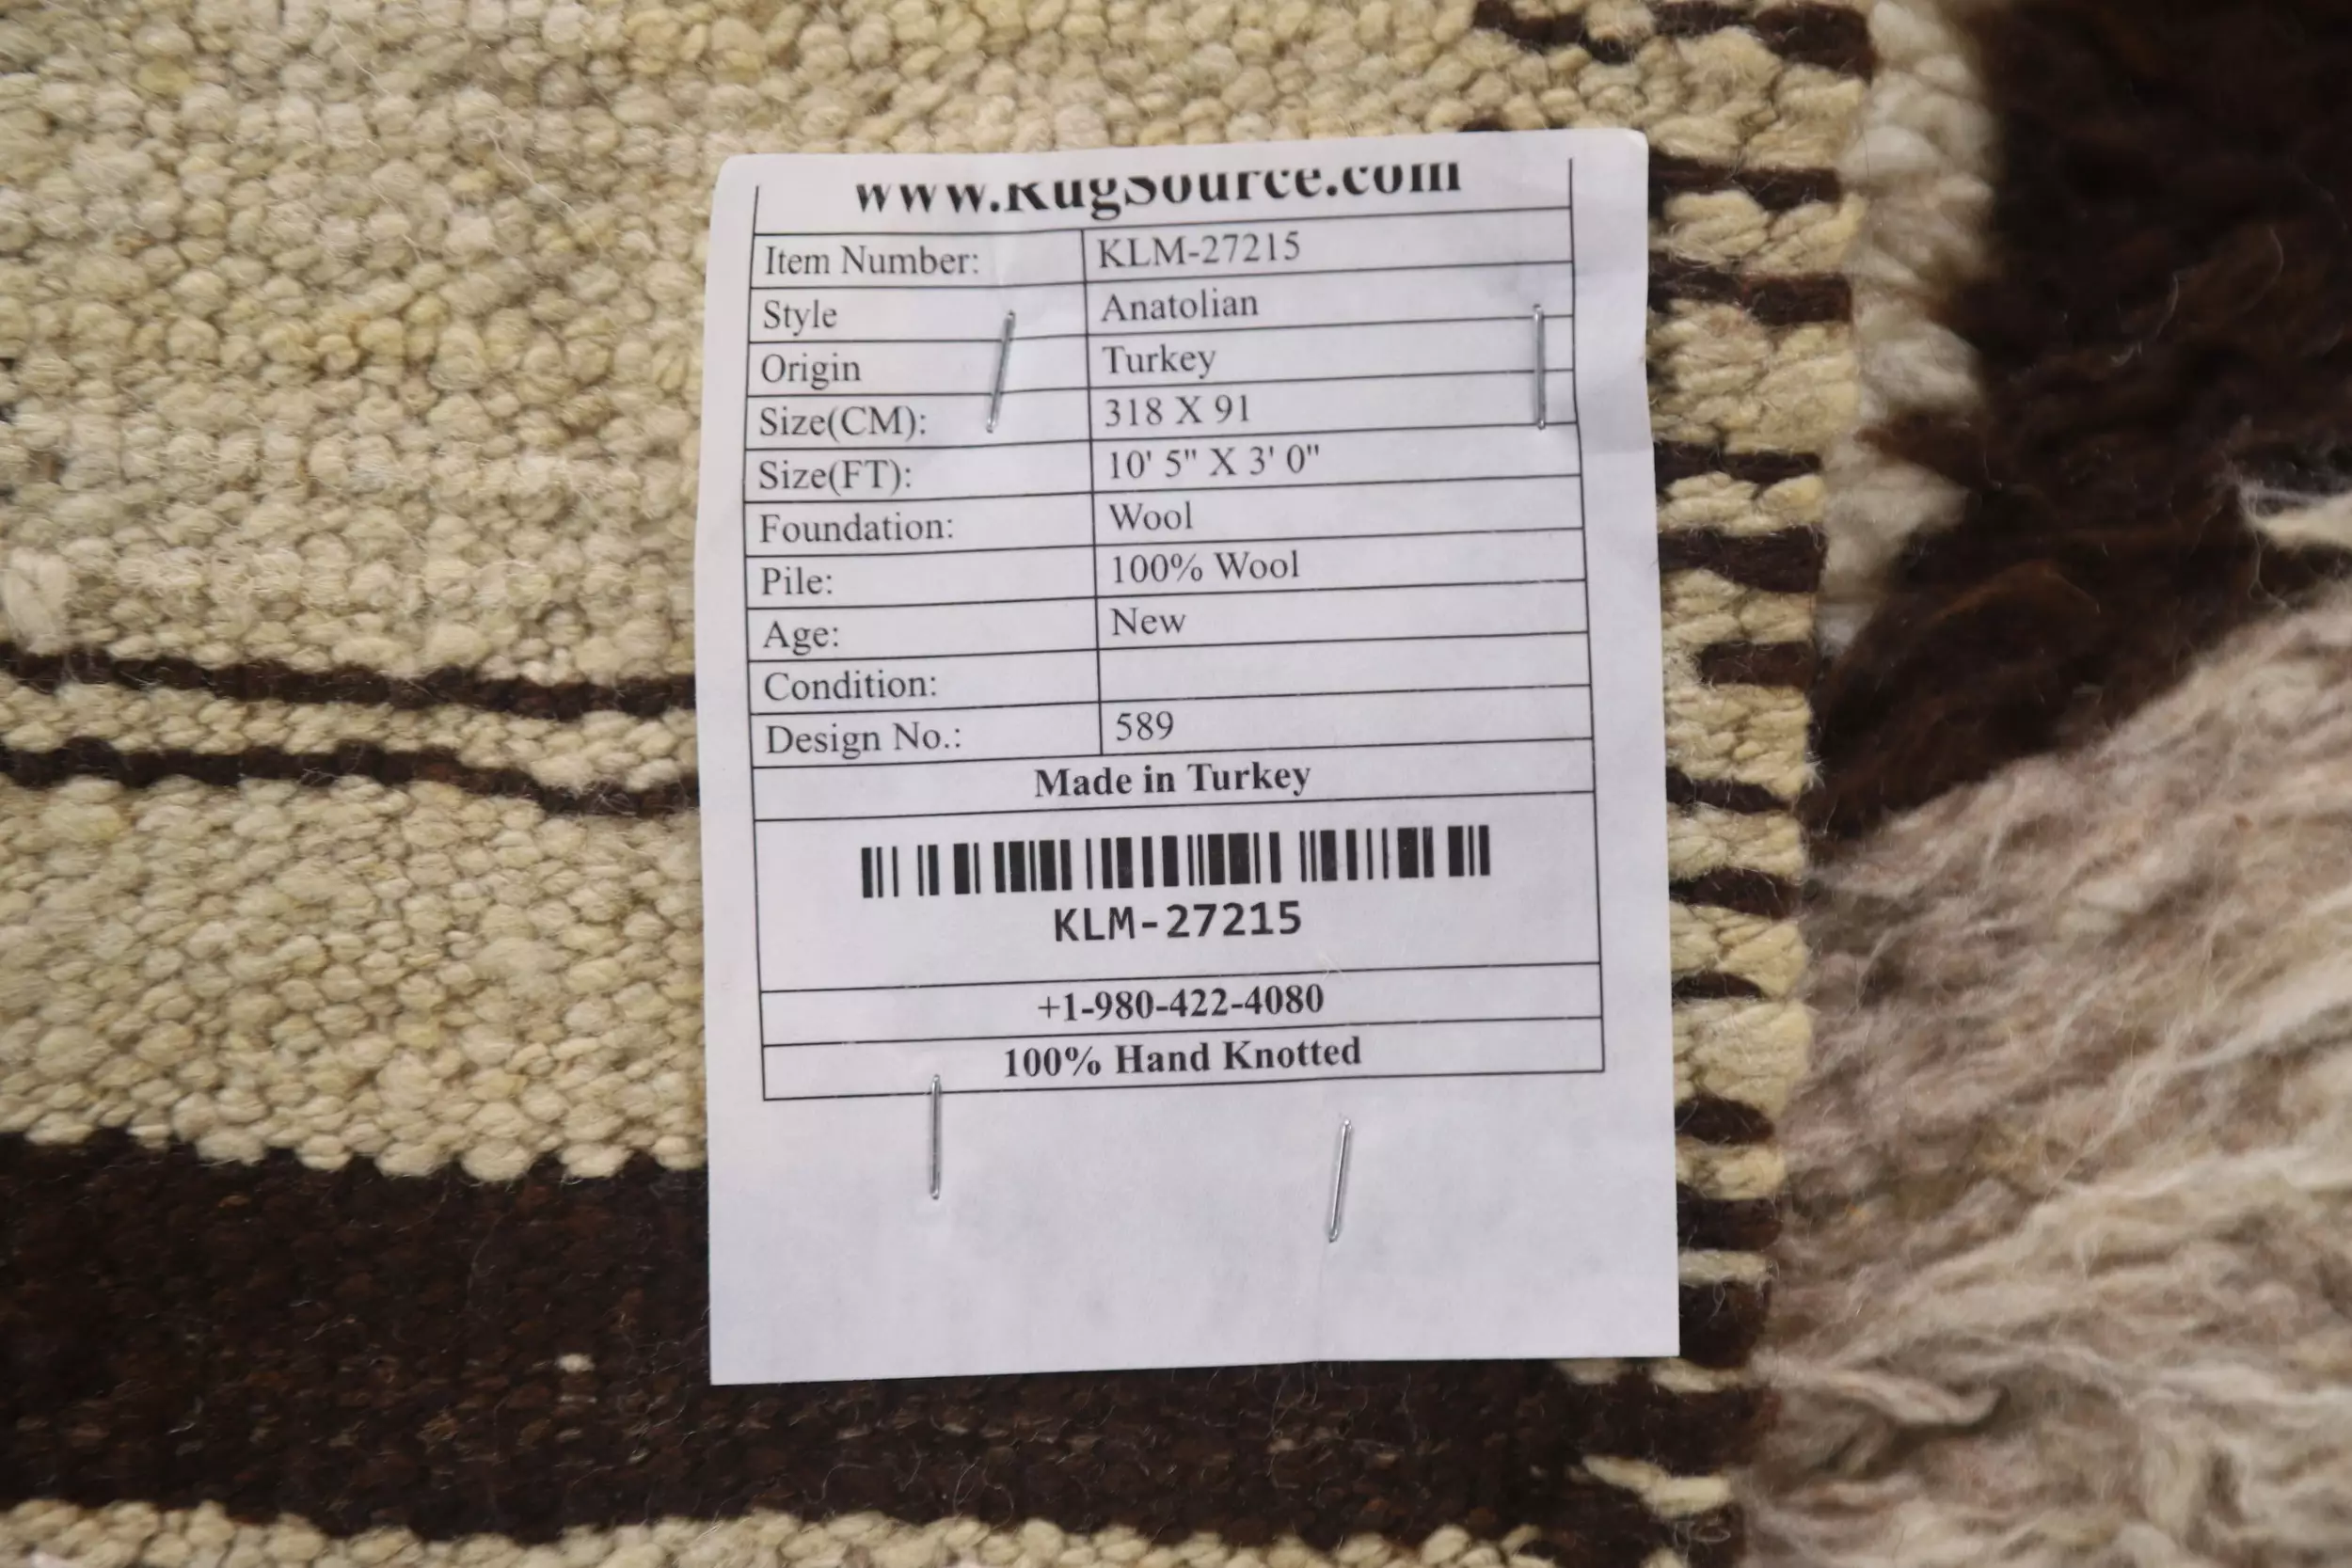 www.RugSource.com
Item Number: KLM-27215
Style Anatolian
Origin Turkey
Size(CM): 318 X 91
Size(FT): 10' 5" X 3' 0"
Foundation: Wool
Pile: 100% Wool
Age: New
Condition:
Design No.: 589
Made in Turkey
KLM-27215
+1-980-422-4080
100% Hand Knotted